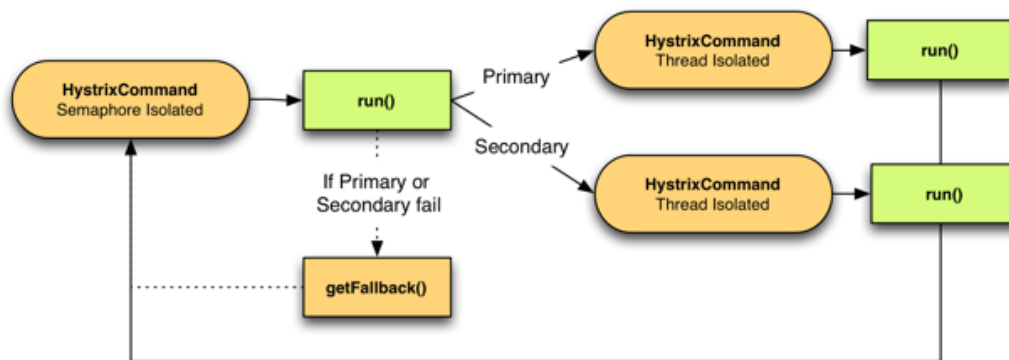 HystrixCommand
Semaphore Isolated
run()
Primary
Secondary
HystrixCommand
Thread Isolated
run()
HystrixCommand
Thread Isolated
run()
If Primary or
Secondary fail
getFallback()